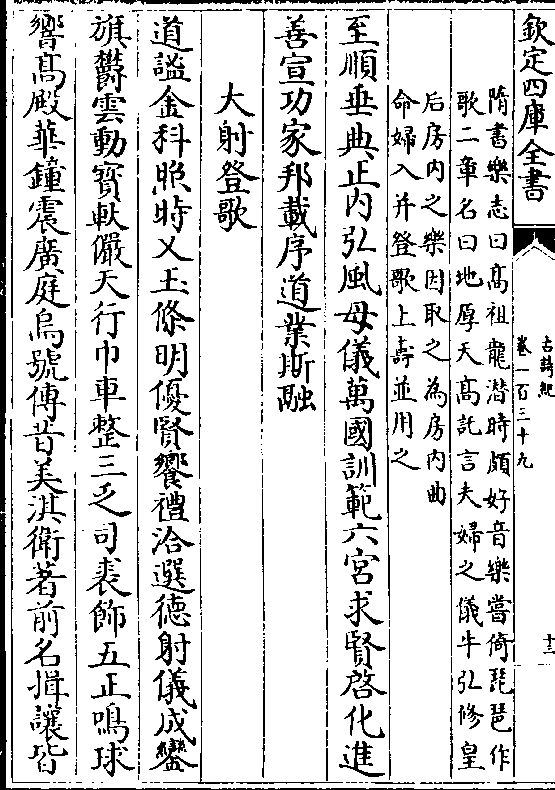 欽定四庫全書
古詩紀
卷一百三十九
十三
隋書樂志曰髙祖龍潛時頗好音樂嘗倚琵琶作
歌二章名曰地厚天髙託言夫婦之儀牛弘修皇
后房内之樂因取之為房内曲
命婦入并登歌上壽並用之
至順垂典正内弘風母儀萬國訓範六宫求賢啓化進
善宣功家邦載序道業斯融
大射登歌
道謐金科照時乂玉條明優賢饗禮洽選德射儀成鑾
旗欝雲動寳軑儼天行巾車整三乏司裘飾五正鳴球
響髙殿華鐘震廣庭烏號傳昔美淇衛著前名揖讓皆